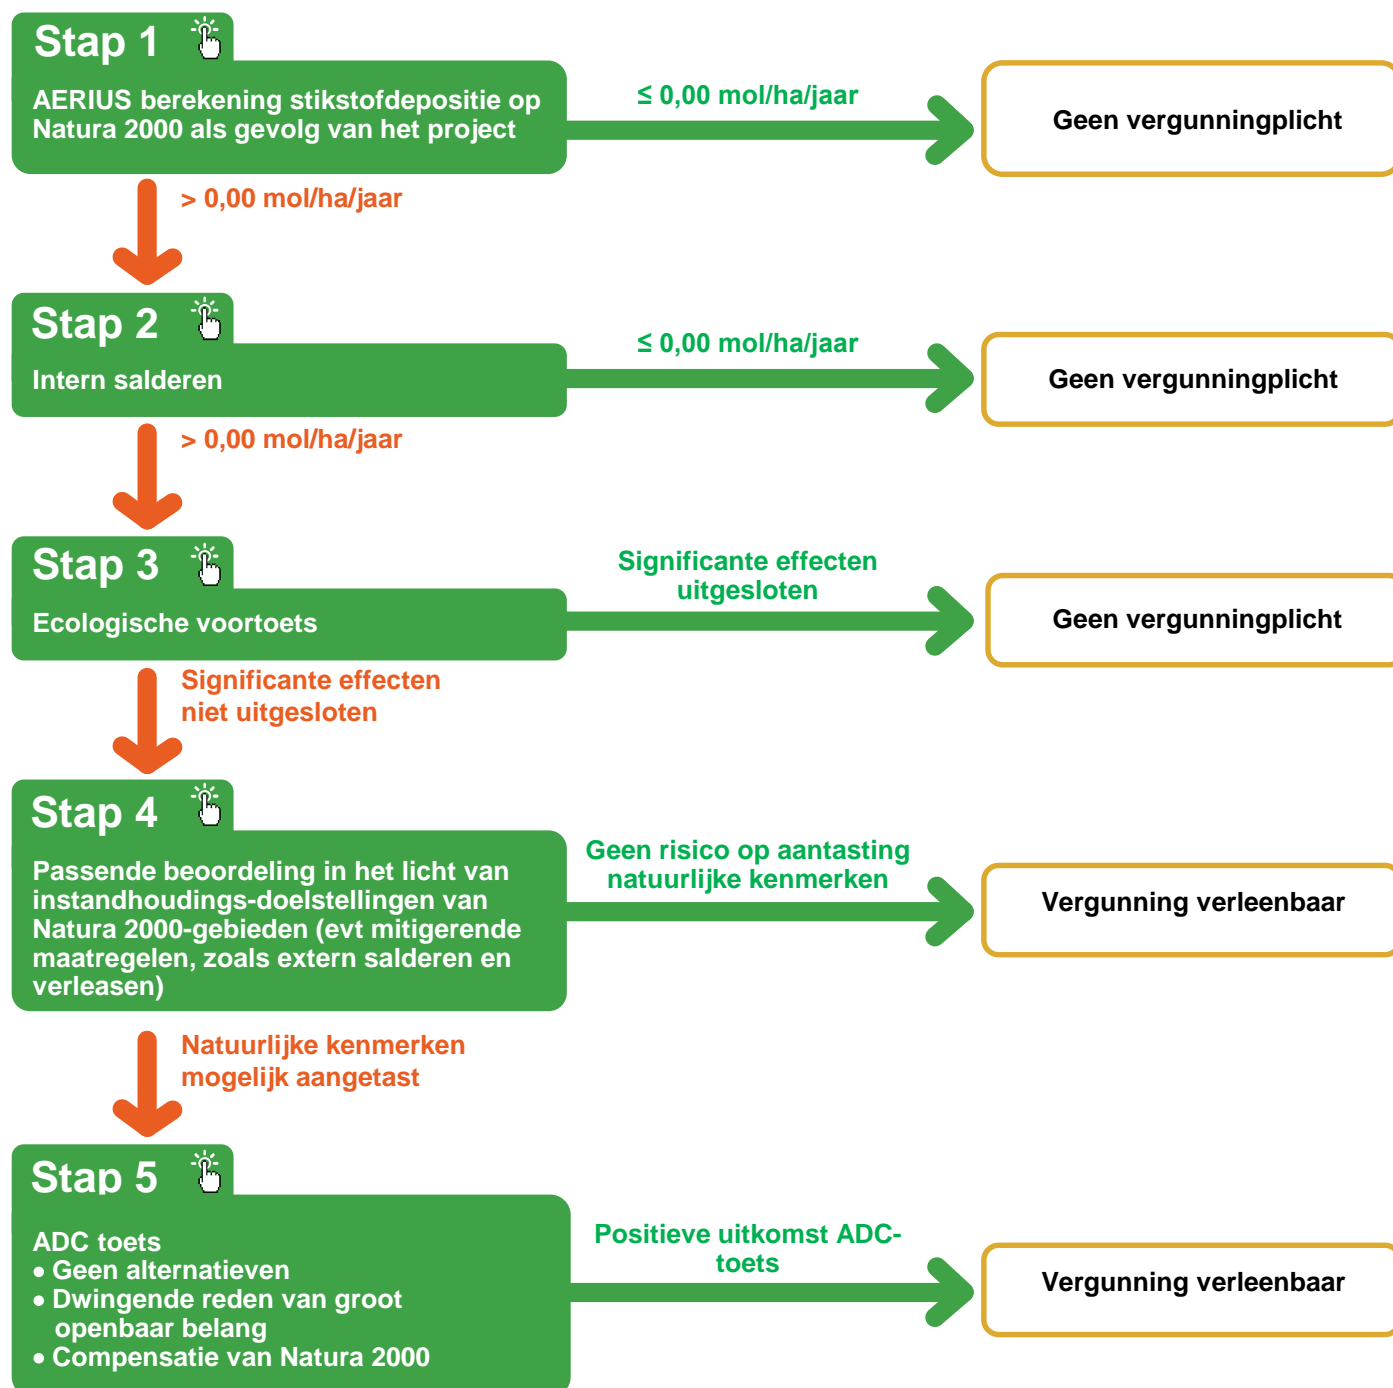 Stap 1
AERIUS berekening stikstofdepositie op
Natura 2000 als gevolg van het project
≤ 0,00 mol/ha/jaar
Geen vergunningplicht
> 0,00 mol/ha/jaar
Stap 2
Intern salderen
≤ 0,00 mol/ha/jaar
Geen vergunningplicht
> 0,00 mol/ha/jaar
Stap 3
Ecologische voortoets
Significante effecten
uitgesloten
Geen vergunningplicht
Significante effecten
niet uitgesloten
Stap 4
Passende beoordeling in het licht van
instandhoudings-doelstellingen van
Natura 2000-gebieden (evt mitigerende
maatregelen, zoals extern salderen en
verleasen)
Geen risico op aantasting
natuurlijke kenmerken
Vergunning verleenbaar
Natuurlijke kenmerken
mogelijk aangetast
Stap 5
ADC toets
• Geen alternatieven
• Dwingende reden van groot
openbaar belang
• Compensatie van Natura 2000
Positieve uitkomst ADC-
toets
Vergunning verleenbaar